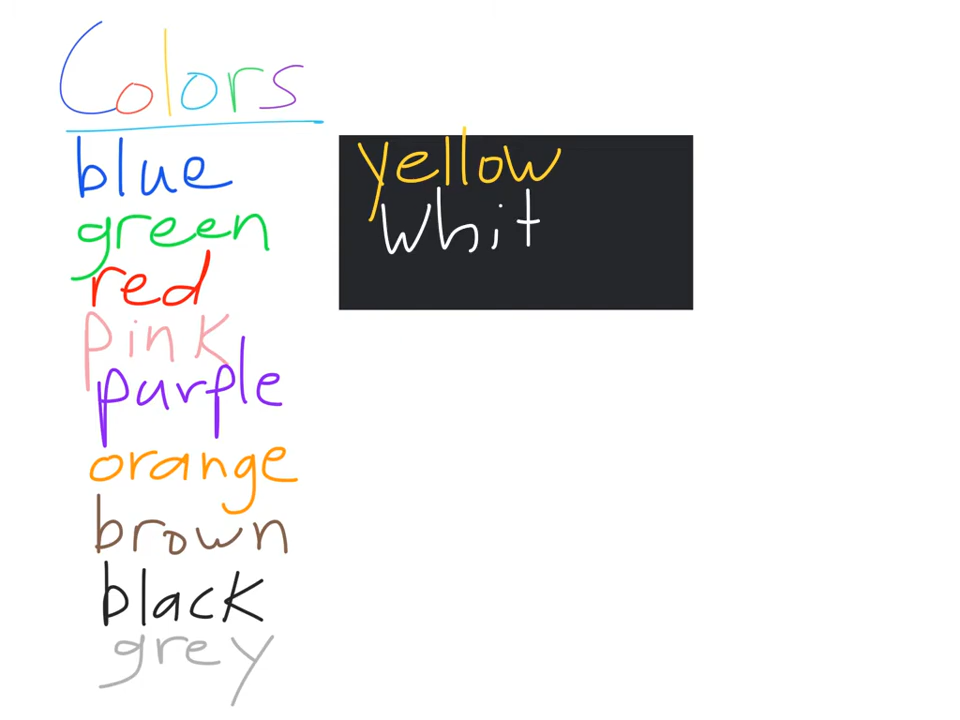 Colors
blue
green
red
pink
purple
orange
brown
black
grey
yellow
whit